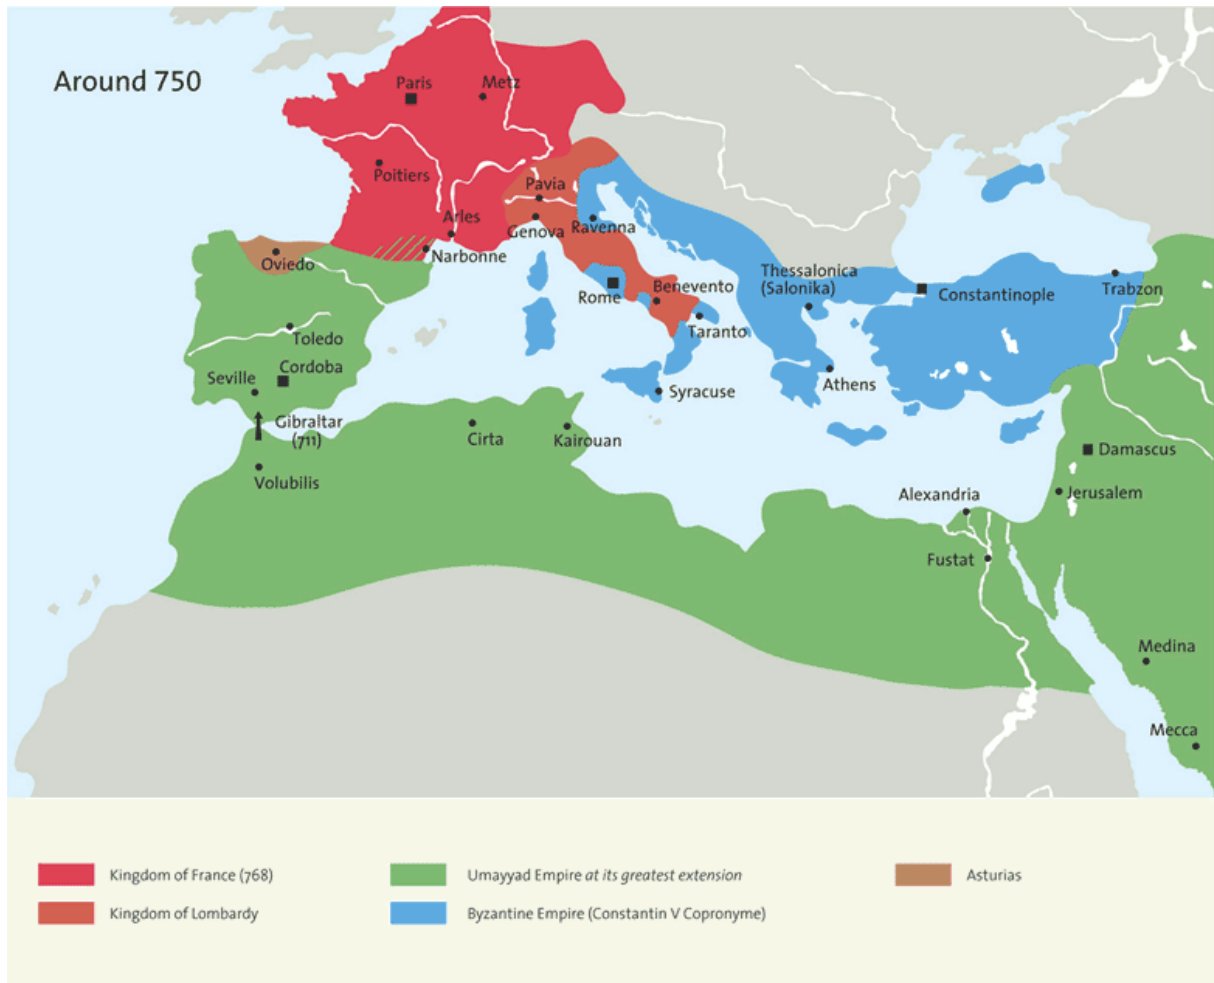 Around 750
Paris
Metz
Poitiers
Pavia
Arles
Genova
Ravenna
Narbonne
Oviedo
Thessalonica
(Salonika)
Constantinople
Trabzon
Rome
Benevento
Taranto
Toledo
Cordoba
Seville
Syracuse
Athens
Gibraltar
(711)
Cirta
Kairouan
Volubilis
Damascus
Alexandria
Jerusalem
Fustat
Medina
Mecca
Kingdom of France (768)
Kingdom of Lombardy
Umayyad Empire at its greatest extension
Byzantine Empire (Constantin V Copronyme)
Asturias